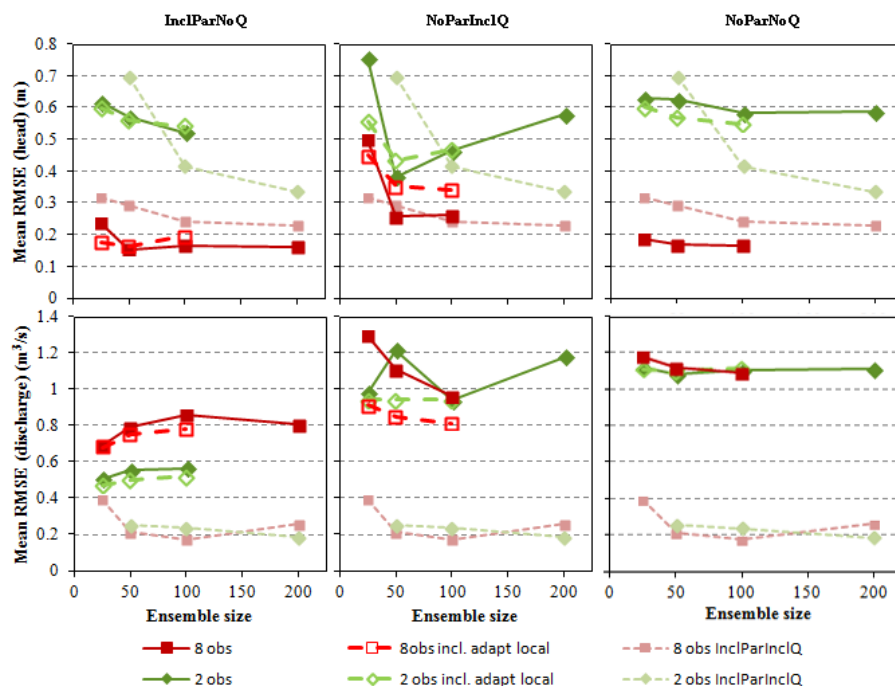 InclParNoQ NoParInclQ NoParNoQ
Mean RMSE (head) (m)
0.8
0.7
0.6
0.5
0.4
0.3
0.2
0.1
0
Mean RMSE (discharge) (m³/s)
1.4
1.2
1
0.8
0.6
0.4
0.2
0
0 50 100 150 200 0 50 100 150 200 0 50 100 150 200
Ensemble size Ensemble size Ensemble size
8 obs 8obs incl. adapt local 8 obs InclParInclQ
2 obs 2 obs incl. adapt local 2 obs InclParInclQ